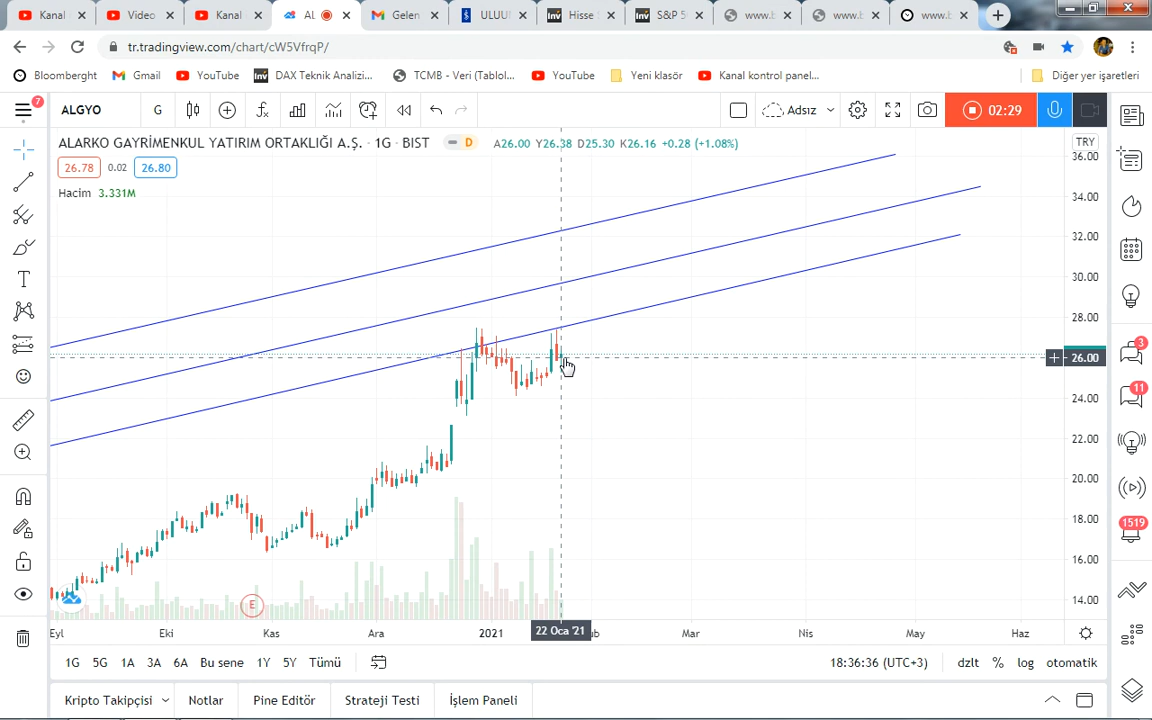 Kanal
Video
Kanal
AL
Gelen
ULUUI
Hisse
S&P 5
www.b
www.b
www.b
tr.tradingview.com/chart/cW5VfrqP/
Bloomberght
Gmail
YouTube
DAX Teknik Analizi...
TCMB - Veri (Tablol...
YouTube
Yeni klasör
Kanal kontrol panel...
Diğer yer işaretleri
7
ALGYO
G
Adsız
02:29
ALARKO GAYRİMENKUL YATIRIM ORTAKLIĞI A.Ş. · 1G · BIST
D
A26.00 Y26.38 D25.30 K26.16 +0.28 (+1.08%)
TRY
26.78
0.02
26.80
Hacim 3.331M
36.00
34.00
32.00
30.00
28.00
26.00
24.00
22.00
20.00
18.00
16.00
14.00
3
11
1519
E
Eyl
Eki
Kas
Ara
2021
22 Oca '21
ub
Mar
Nis
May
Haz
1G
5G
1A
3A
6A
Bu sene
1Y
5Y
Tümü
18:36:36 (UTC+3)
dzlt
%
log
otomatik
Kripto Takipçisi
Notlar
Pine Editör
Strateji Testi
İşlem Paneli